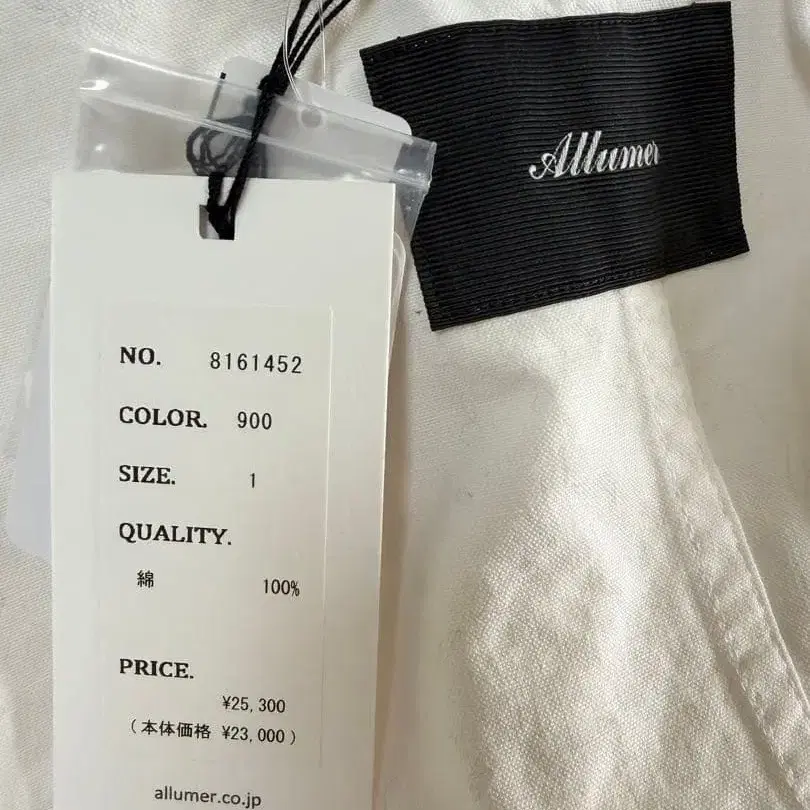 Allumer
NO. 8161452
COLOR. 900
SIZE. 1
QUALITY.
綿 100%
PRICE.
¥25,300
(本体価格 ¥23,000)
allumer.co.jp